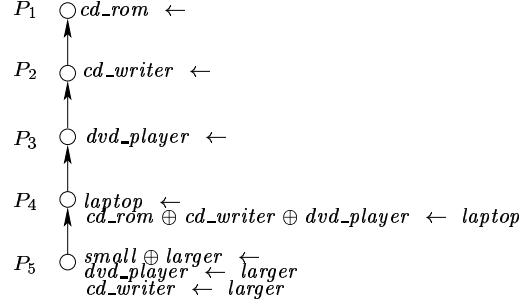 P₁ cd_rom ←
P₂ cd_writer ←
P₃ dvd_player ←
P₄ laptop ←
cd_rom ⊕ cd_writer ⊕ dvd_player ← laptop
small ⊕ larger ←
P₅ dvd_player ← larger
cd_writer ← larger